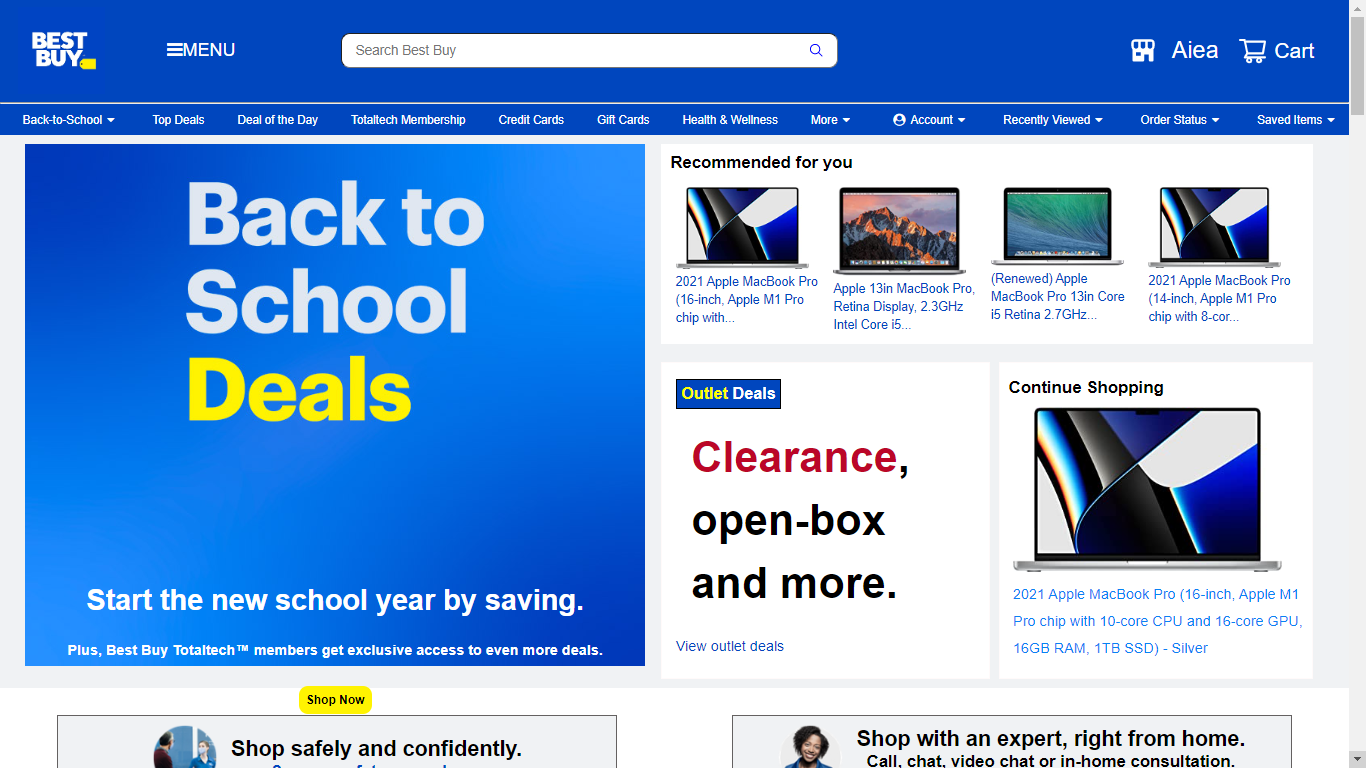 BEST
BUY
MENU
Search Best Buy
Aiea
Cart
Back-to-School
Top Deals
Deal of the Day
Totaltech Membership
Credit Cards
Gift Cards
Health & Wellness
More
Account
Recently Viewed
Order Status
Saved Items
Back to
School
Deals
Start the new school year by saving.
Plus, Best Buy Totaltech™ members get exclusive access to even more deals.
Shop Now
Recommended for you
2021 Apple MacBook Pro
(16-inch, Apple M1 Pro
chip with...
Apple 13in MacBook Pro,
Retina Display, 2.3GHz
Intel Core i5...
(Renewed) Apple
MacBook Pro 13in Core
i5 Retina 2.7GHz...
2021 Apple MacBook Pro
(14-inch, Apple M1 Pro
chip with 8-cor...
Outlet Deals
Clearance,
open-box
and more.
View outlet deals
Continue Shopping
2021 Apple MacBook Pro (16-inch, Apple M1
Pro chip with 10-core CPU and 16-core GPU,
16GB RAM, 1TB SSD) - Silver
Shop safely and confidently.
Shop with an expert, right from home.
Call, chat, video chat or in-home consultation.